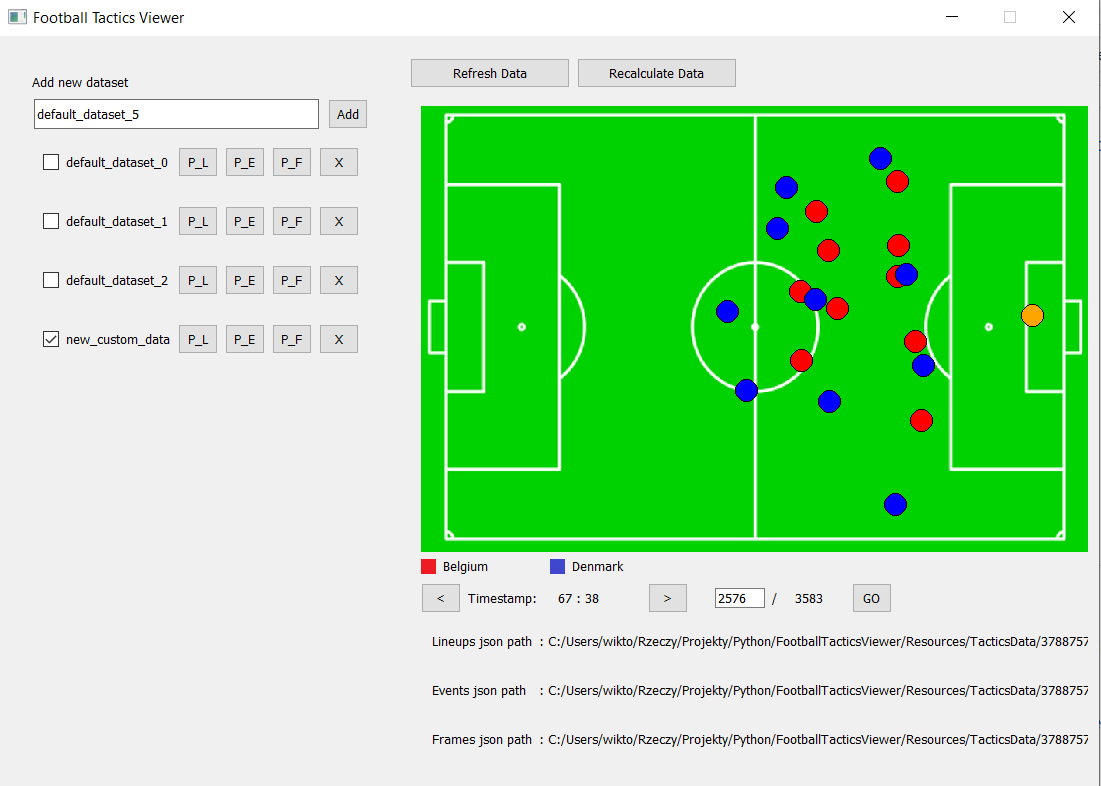 Football Tactics Viewer
Add new dataset
default_dataset_5 Add
default_dataset_0 P_L P_E P_F X
default_dataset_1 P_L P_E P_F X
default_dataset_2 P_L P_E P_F X
new_custom_data P_L P_E P_F X
Refresh Data Recalculate Data
Belgium Denmark
< Timestamp: 67 : 38 > 2576 / 3583 GO
Lineups json path : C:/Users/wikto/Rzeczy/Projekty/Python/FootballTacticsViewer/Resources/TacticsData/3788757
Events json path : C:/Users/wikto/Rzeczy/Projekty/Python/FootballTacticsViewer/Resources/TacticsData/3788757
Frames json path : C:/Users/wikto/Rzeczy/Projekty/Python/FootballTacticsViewer/Resources/TacticsData/3788757